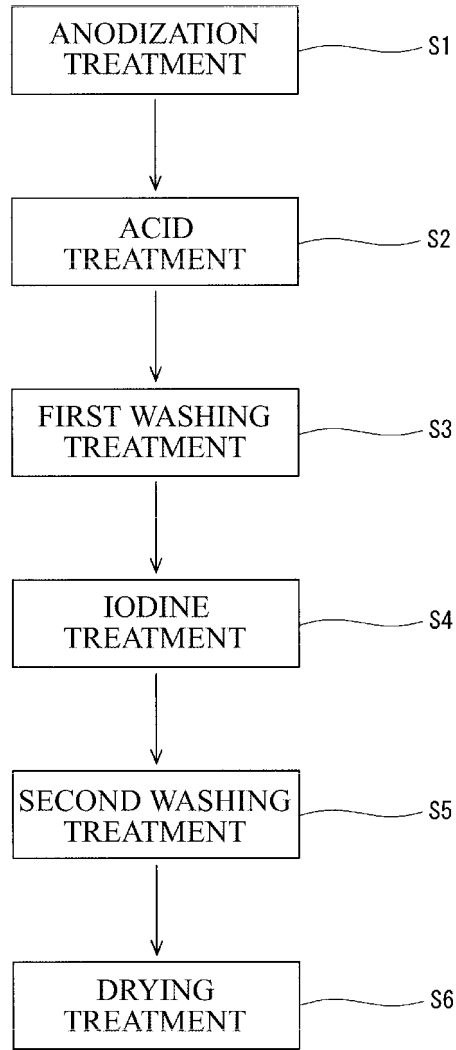 ANODIZATION
TREATMENT
S1
ACID
TREATMENT
S2
FIRST WASHING
TREATMENT
S3
IODINE
TREATMENT
S4
SECOND WASHING
TREATMENT
S5
DRYING
TREATMENT
S6